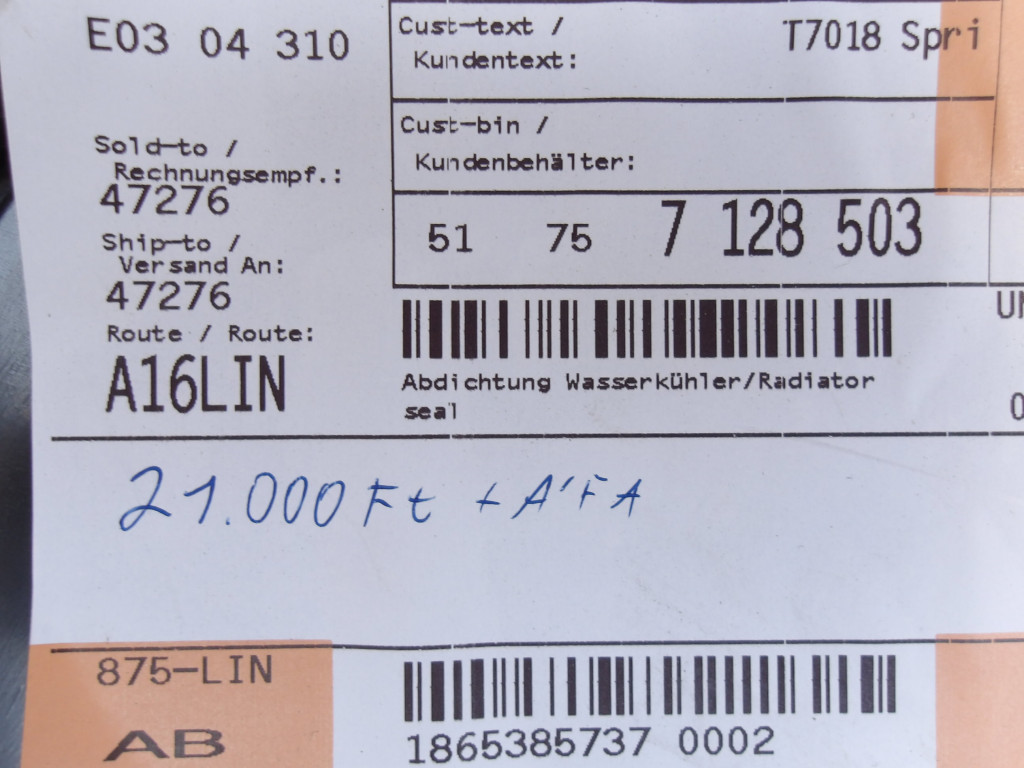 E03 04 310
Cust-text /
Kundentext:
T7018 Spri
Cust-bin /
Kundenbehälter:
Sold-to /
Rechnungsempf.:
47276
Ship-to /
Versand An:
47276
Route / Route:
A16LIN
51 75 7 128 503
Abdichtung Wasserkühler/Radiator
seal
21.000 Ft + ÁFA
875-LIN
AB
1865385737 0002